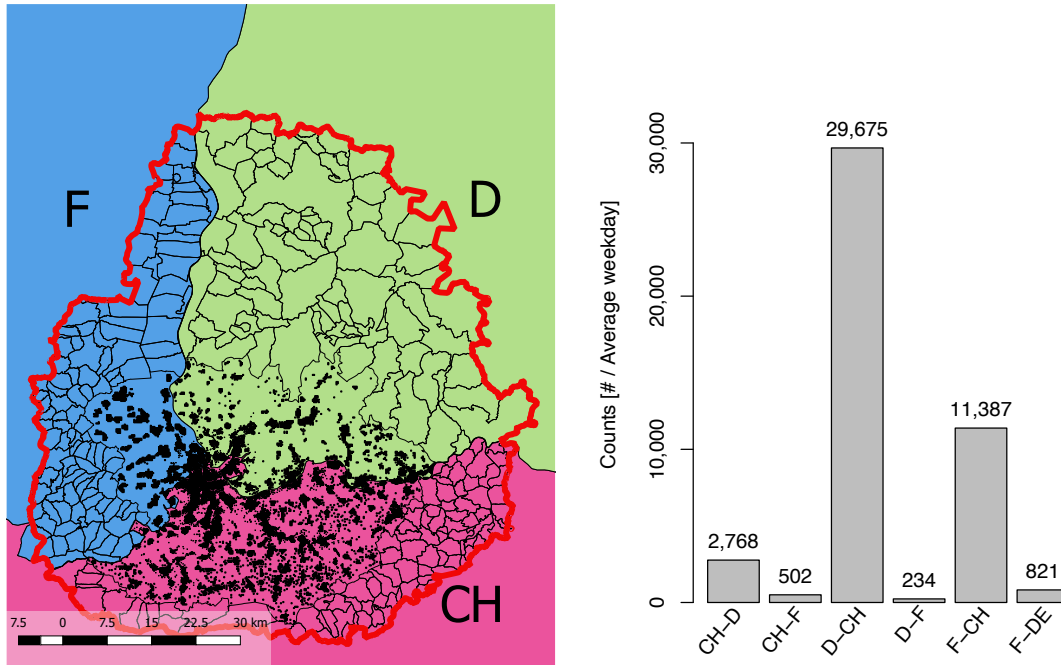 F
D
CH
7.5 0 7.5 15 22.5 30 km
Counts [# / Average weekday]
0
10,000
20,000
30,000
2,768
502
29,675
234
11,387
821
CH−D
CH−F
D−CH
D−F
F−CH
F−DE